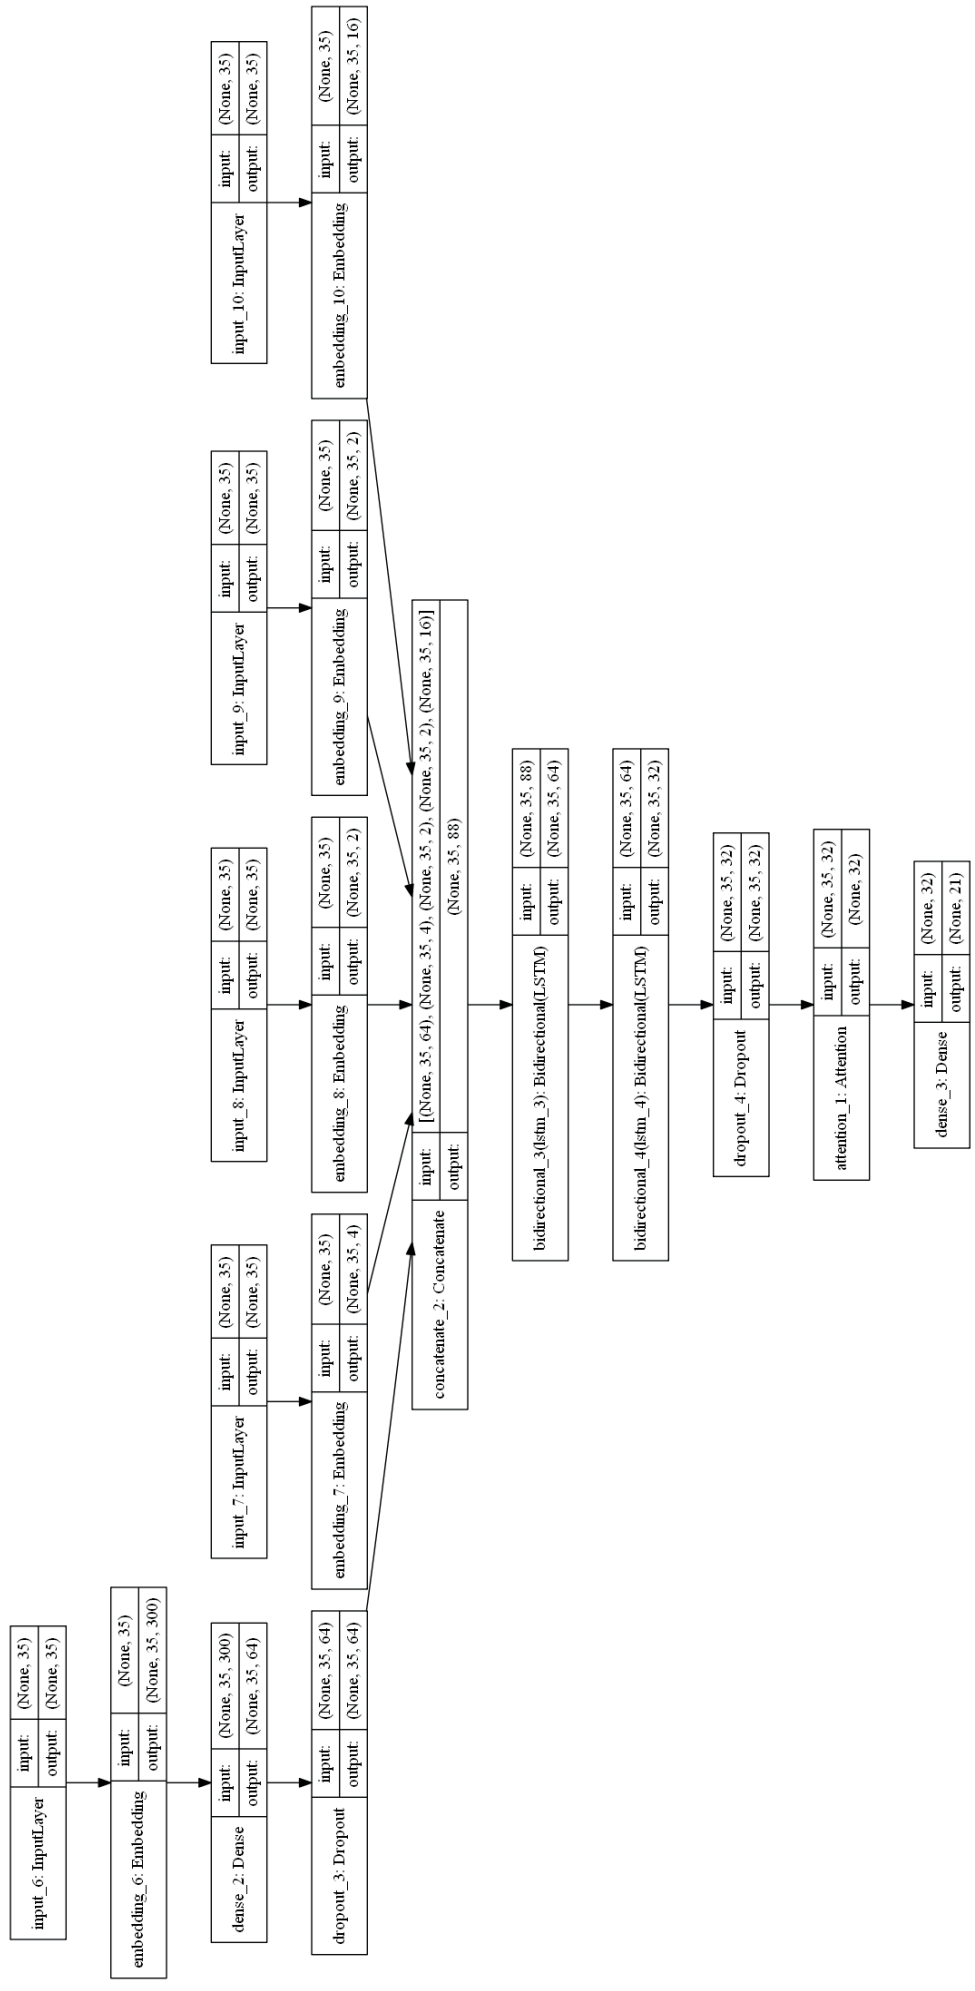 input_6: InputLayer
input:
(None, 35)
output:
(None, 35)
embedding_6: Embedding
input:
(None, 35)
output:
(None, 35, 300)
dense_2: Dense
input:
(None, 35, 300)
output:
(None, 35, 64)
input_7: InputLayer
input:
(None, 35)
output:
(None, 35)
input_8: InputLayer
input:
(None, 35)
output:
(None, 35)
input_9: InputLayer
input:
(None, 35)
output:
(None, 35)
input_10: InputLayer
input:
(None, 35)
output:
(None, 35)
dropout_3: Dropout
input:
(None, 35, 64)
output:
(None, 35, 64)
embedding_7: Embedding
input:
(None, 35)
output:
(None, 35, 4)
embedding_8: Embedding
input:
(None, 35)
output:
(None, 35, 2)
embedding_9: Embedding
input:
(None, 35)
output:
(None, 35, 2)
embedding_10: Embedding
input:
(None, 35)
output:
(None, 35, 16)
concatenate_2: Concatenate
input:
[(None, 35, 64), (None, 35, 4), (None, 35, 2), (None, 35, 2), (None, 35, 16)]
output:
(None, 35, 88)
bidirectional_3(lstm_3): Bidirectional(LSTM)
input:
(None, 35, 88)
output:
(None, 35, 64)
bidirectional_4(lstm_4): Bidirectional(LSTM)
input:
(None, 35, 64)
output:
(None, 35, 32)
dropout_4: Dropout
input:
(None, 35, 32)
output:
(None, 35, 32)
attention_1: Attention
input:
(None, 35, 32)
output:
(None, 32)
dense_3: Dense
input:
(None, 32)
output:
(None, 21)